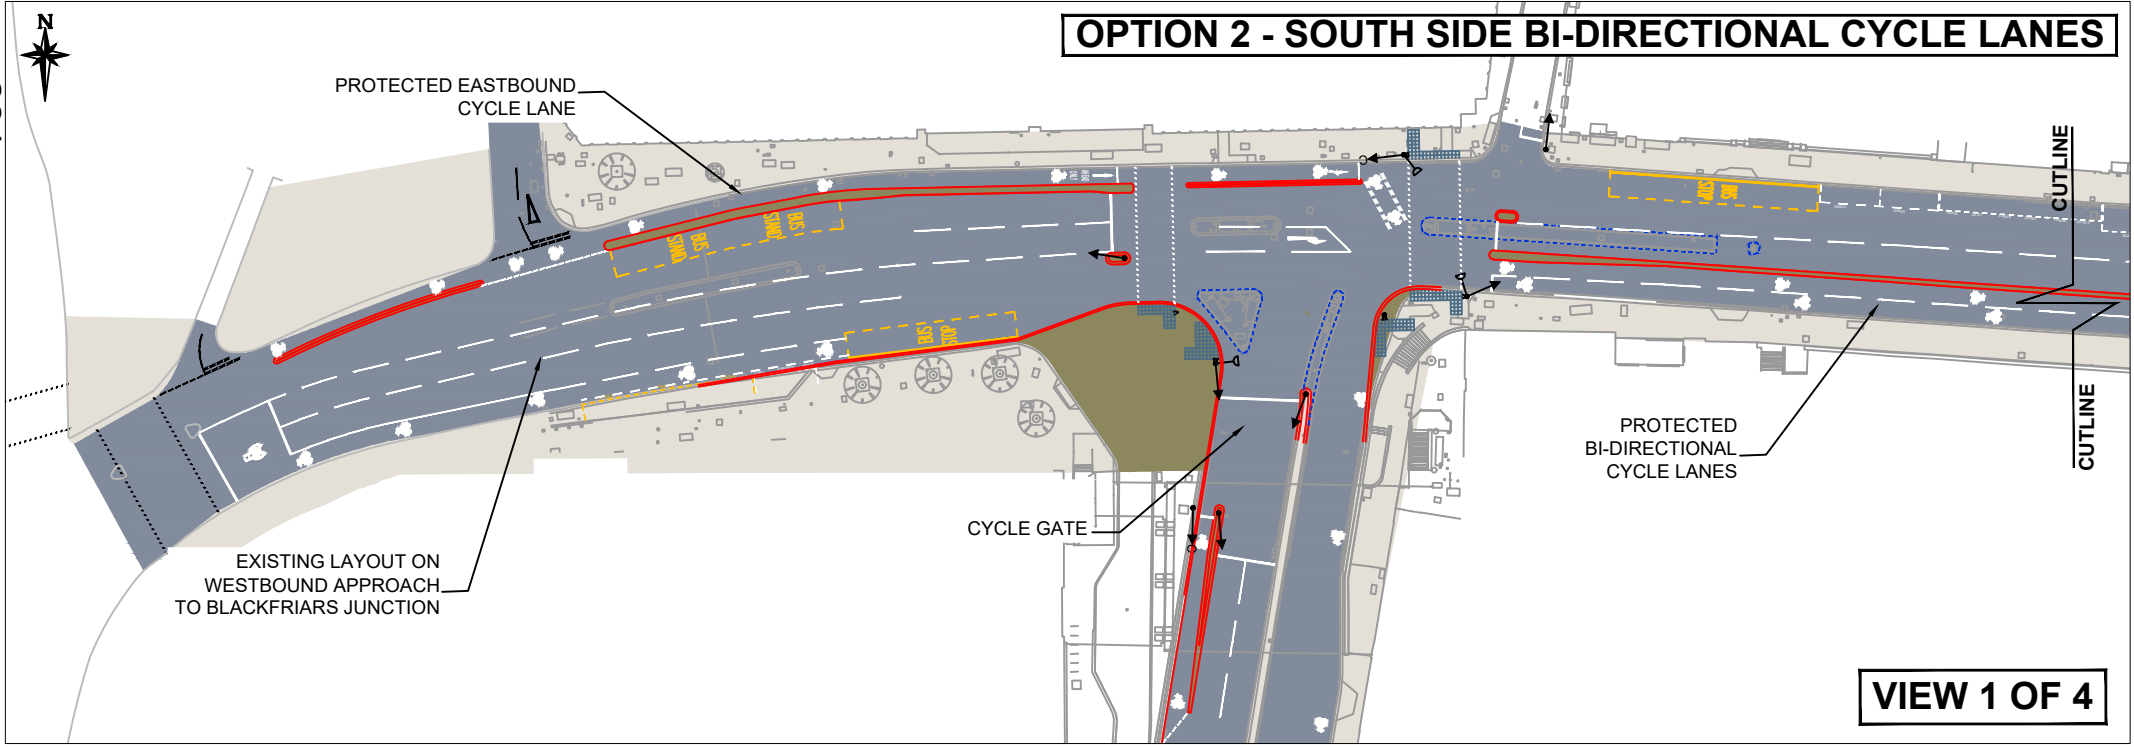 OPTION 2 - SOUTH SIDE BI-DIRECTIONAL CYCLE LANES
N
PROTECTED EASTBOUND
CYCLE LANE
BUS
STAND
BUS
STAND
BUS
STOP
BUS
STOP
CUTLINE
CUTLINE
PROTECTED
BI-DIRECTIONAL
CYCLE LANES
CYCLE GATE
EXISTING LAYOUT ON
WESTBOUND APPROACH
TO BLACKFRIARS JUNCTION
VIEW 1 OF 4